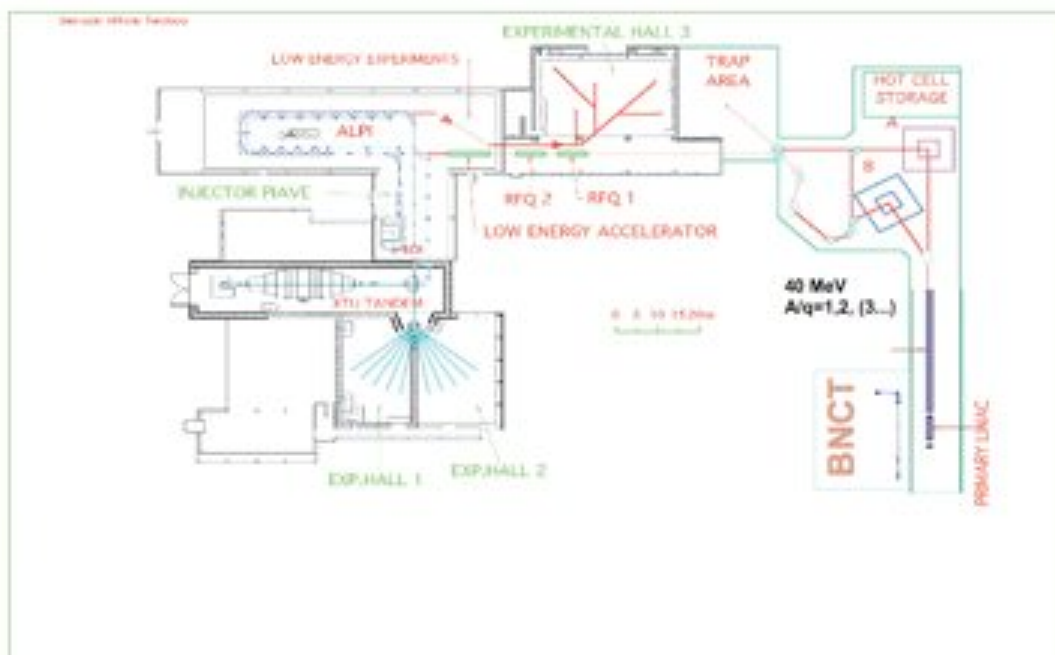 EXPERIMENTAL HALL 3
LOW ENERGY EXPERIMENTS
TRAP
AREA
HOT CELL
STORAGE
A
ALPI
B
INJECTOR PIAVE
RFQ 2
RFQ 1
LOW ENERGY ACCELERATOR
XTU TANDEM
40 MeV
A/q=1,2, (3...)
BNCT
PRIMARY LINAC
EXP.HALL 1
EXP.HALL 2